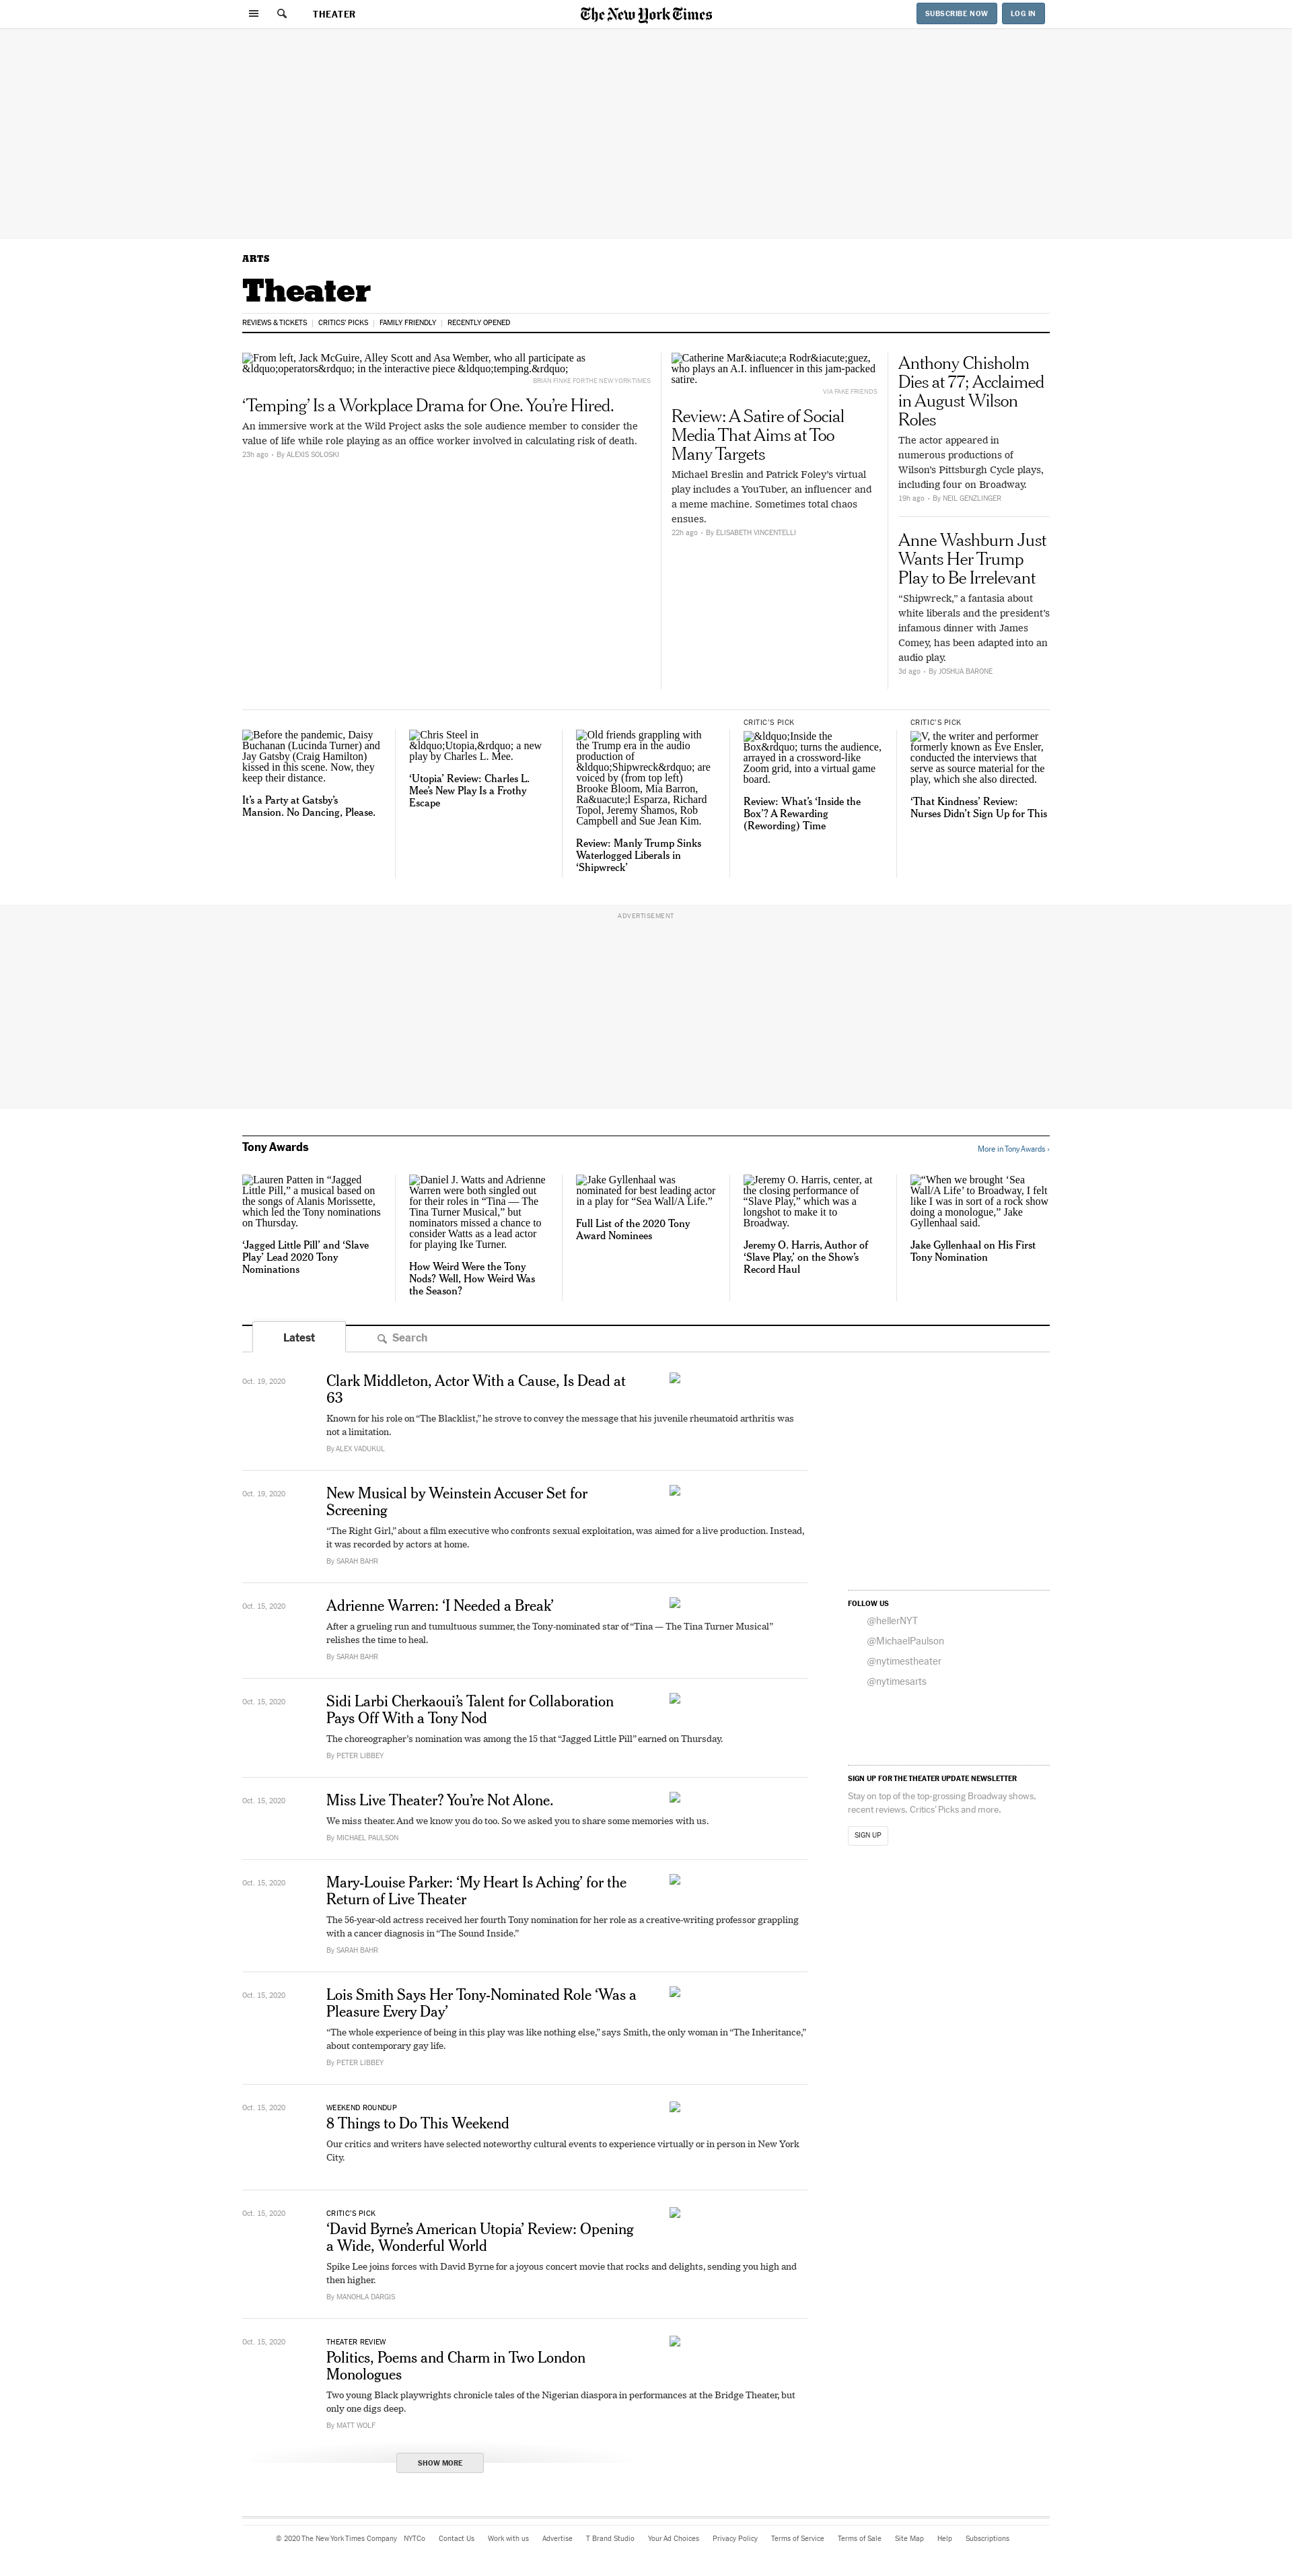 THEATER
The New York Times
SUBSCRIBE NOW
LOG IN
ARTS
Theater
REVIEWS & TICKETS | CRITICS' PICKS | FAMILY FRIENDLY | RECENTLY OPENED
From left, Jack McGuire, Alley Scott and Asa Wember, who all participate as
&ldquo;operators&rdquo; in the interactive piece &ldquo;temping.&rdquo;
BRIAN FINKE FOR THE NEW YORK TIMES
‘Temping’ Is a Workplace Drama for One. You’re Hired.
An immersive work at the Wild Project asks the sole audience member to consider the
value of life while role playing as an office worker involved in calculating risk of death.
23h ago • By ALEXIS SOLOSKI
Catherine Mar&iacute;a Rodr&iacute;guez,
who plays an A.I. influencer in this jam-packed
satire.
VIA FAKE FRIENDS
Review: A Satire of Social
Media That Aims at Too
Many Targets
Michael Breslin and Patrick Foley’s virtual
play includes a YouTuber, an influencer and
a meme machine. Sometimes total chaos
ensues.
22h ago • By ELISABETH VINCENTELLI
Anthony Chisholm
Dies at 77; Acclaimed
in August Wilson
Roles
The actor appeared in
numerous productions of
Wilson’s Pittsburgh Cycle plays,
including four on Broadway.
19h ago • By NEIL GENZLINGER
Anne Washburn Just
Wants Her Trump
Play to Be Irrelevant
“Shipwreck,” a fantasia about
white liberals and the president’s
infamous dinner with James
Comey, has been adapted into an
audio play.
3d ago • By JOSHUA BARONE
Before the pandemic, Daisy
Buchanan (Lucinda Turner) and
Jay Gatsby (Craig Hamilton)
kissed in this scene. Now, they
keep their distance.
It’s a Party at Gatsby’s
Mansion. No Dancing, Please.
Chris Steel in
&ldquo;Utopia,&rdquo; a new
play by Charles L. Mee.
‘Utopia’ Review: Charles L.
Mee’s New Play Is a Frothy
Escape
Old friends grappling with
the Trump era in the audio
production of
&ldquo;Shipwreck&rdquo; are
voiced by (from top left)
Brooke Bloom, Mia Barron,
Ra&uacute;l Esparza, Richard
Topol, Jeremy Shamos, Rob
Campbell and Sue Jean Kim.
Review: Manly Trump Sinks
Waterlogged Liberals in
‘Shipwreck’
CRITIC’S PICK
&ldquo;Inside the
Box&rdquo; turns the audience,
arrayed in a crossword-like
Zoom grid, into a virtual game
board.
Review: What’s ‘Inside the
Box’? A Rewarding
(Rewording) Time
CRITIC’S PICK
V, the writer and performer
formerly known as Eve Ensler,
conducted the interviews that
serve as source material for the
play, which she also directed.
‘That Kindness’ Review:
Nurses Didn’t Sign Up for This
ADVERTISEMENT
Tony Awards
More in Tony Awards ›
Lauren Patten in “Jagged
Little Pill,” a musical based on
the songs of Alanis Morissette,
which led the Tony nominations
on Thursday.
‘Jagged Little Pill’ and ‘Slave
Play’ Lead 2020 Tony
Nominations
Daniel J. Watts and Adrienne
Warren were both singled out
for their roles in “Tina — The
Tina Turner Musical,” but
nominators missed a chance to
consider Watts as a lead actor
for playing Ike Turner.
How Weird Were the Tony
Nods? Well, How Weird Was
the Season?
Jake Gyllenhaal was
nominated for best leading actor
in a play for “Sea Wall/A Life.”
Full List of the 2020 Tony
Award Nominees
Jeremy O. Harris, center, at
the closing performance of
“Slave Play,” which was a
longshot to make it to
Broadway.
Jeremy O. Harris, Author of
‘Slave Play,’ on the Show’s
Record Haul
“When we brought ‘Sea
Wall/A Life’ to Broadway, I felt
like I was in sort of a rock show
doing a monologue,” Jake
Gyllenhaal said.
Jake Gyllenhaal on His First
Tony Nomination
Latest
Search
Oct. 19, 2020
Clark Middleton, Actor With a Cause, Is Dead at
63
Known for his role on “The Blacklist,” he strove to convey the message that his juvenile rheumatoid arthritis was
not a limitation.
By ALEX VADUKUL
Oct. 19, 2020
New Musical by Weinstein Accuser Set for
Screening
“The Right Girl,” about a film executive who confronts sexual exploitation, was aimed for a live production. Instead,
it was recorded by actors at home.
By SARAH BAHR
Oct. 15, 2020
Adrienne Warren: ‘I Needed a Break’
After a grueling run and tumultuous summer, the Tony-nominated star of “Tina — The Tina Turner Musical”
relishes the time to heal.
By SARAH BAHR
Oct. 15, 2020
Sidi Larbi Cherkaoui’s Talent for Collaboration
Pays Off With a Tony Nod
The choreographer’s nomination was among the 15 that “Jagged Little Pill” earned on Thursday.
By PETER LIBBEY
Oct. 15, 2020
Miss Live Theater? You’re Not Alone.
We miss theater. And we know you do too. So we asked you to share some memories with us.
By MICHAEL PAULSON
Oct. 15, 2020
Mary-Louise Parker: ‘My Heart Is Aching’ for the
Return of Live Theater
The 56-year-old actress received her fourth Tony nomination for her role as a creative-writing professor grappling
with a cancer diagnosis in “The Sound Inside.”
By SARAH BAHR
Oct. 15, 2020
Lois Smith Says Her Tony-Nominated Role ‘Was a
Pleasure Every Day’
“The whole experience of being in this play was like nothing else,” says Smith, the only woman in “The Inheritance,”
about contemporary gay life.
By PETER LIBBEY
Oct. 15, 2020
WEEKEND ROUNDUP
8 Things to Do This Weekend
Our critics and writers have selected noteworthy cultural events to experience virtually or in person in New York
City.
Oct. 15, 2020
CRITIC’S PICK
‘David Byrne’s American Utopia’ Review: Opening
a Wide, Wonderful World
Spike Lee joins forces with David Byrne for a joyous concert movie that rocks and delights, sending you high and
then higher.
By MANOHLA DARGIS
Oct. 15, 2020
THEATER REVIEW
Politics, Poems and Charm in Two London
Monologues
Two young Black playwrights chronicle tales of the Nigerian diaspora in performances at the Bridge Theater, but
only one digs deep.
By MATT WOLF
SHOW MORE
FOLLOW US
@hellerNYT
@MichaelPaulson
@nytimestheater
@nytimesarts
SIGN UP FOR THE THEATER UPDATE NEWSLETTER
Stay on top of the top-grossing Broadway shows,
recent reviews, Critics’ Picks and more.
SIGN UP
© 2020 The New York Times Company NYTCo Contact Us Work with us Advertise T Brand Studio Your Ad Choices Privacy Policy Terms of Service Terms of Sale Site Map Help Subscriptions